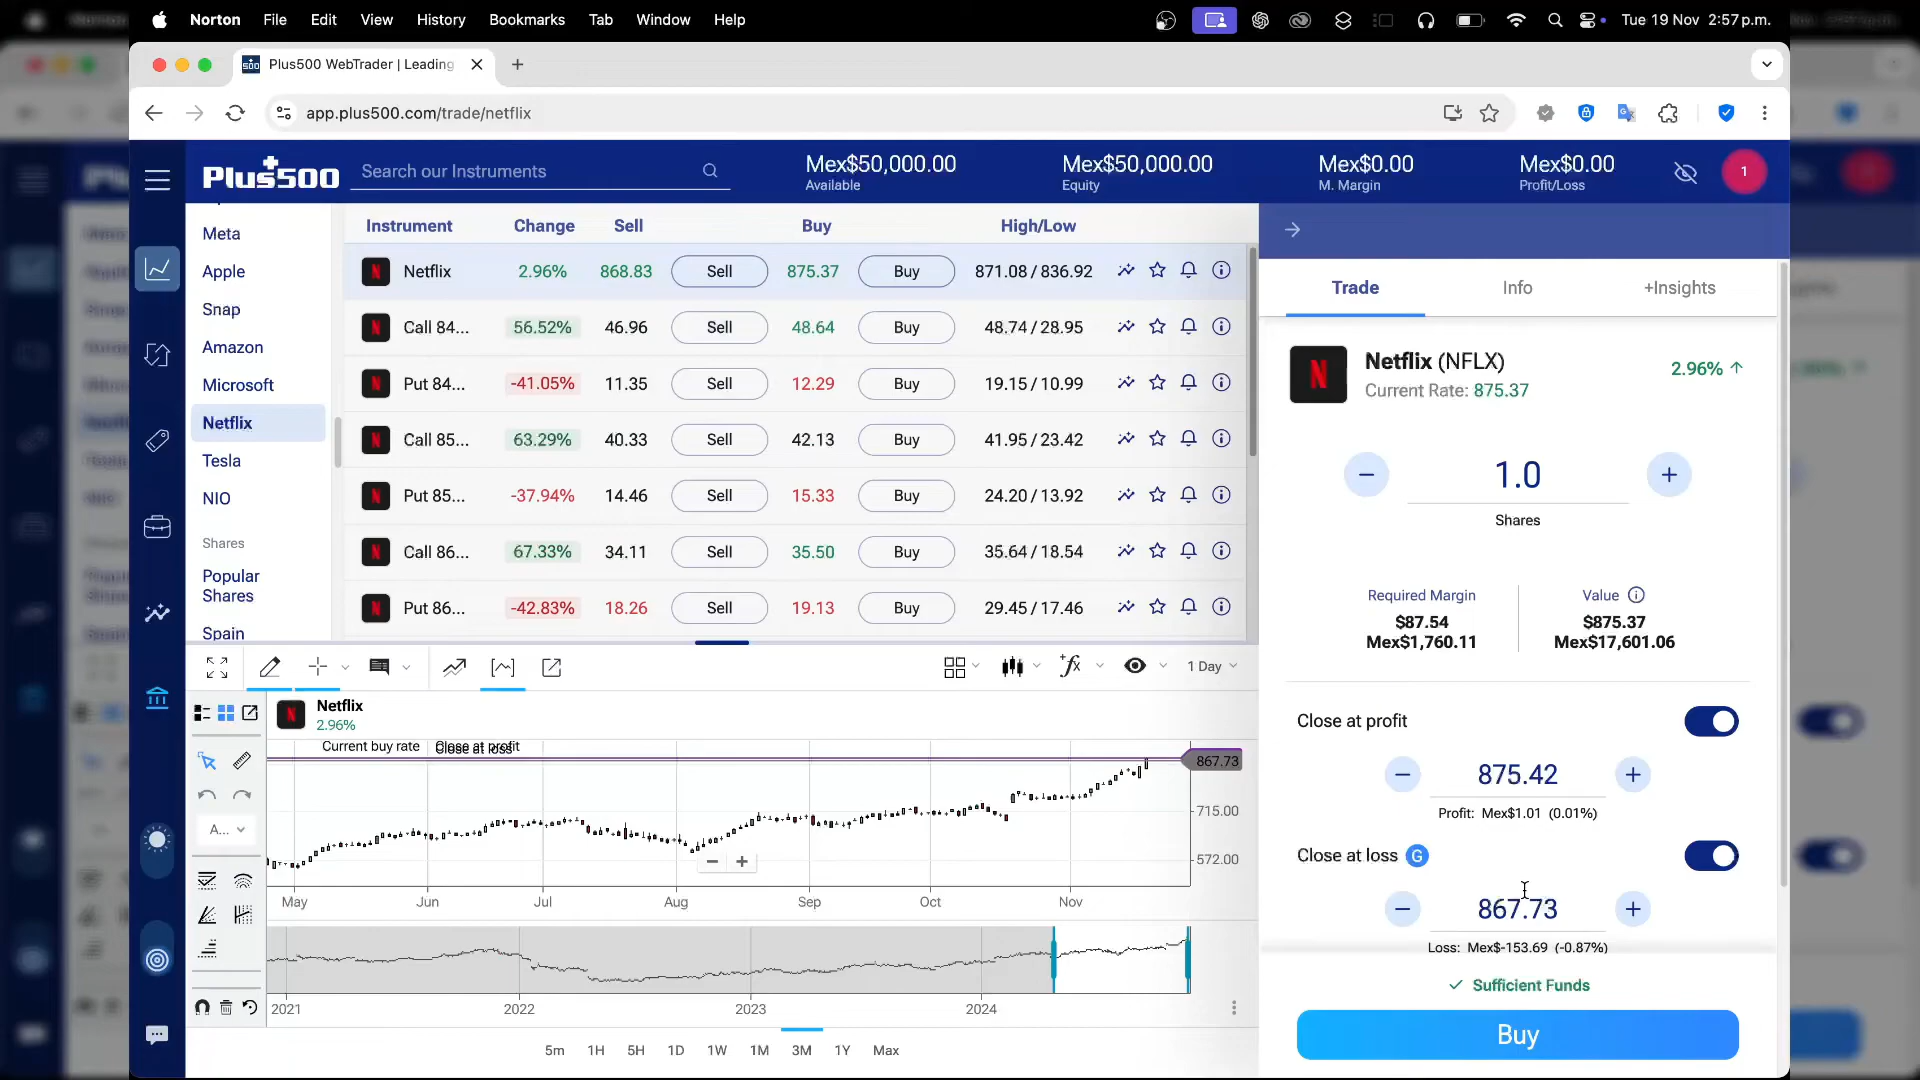 Norton File Edit View History Bookmarks Tab Window Help Tue 19 Nov 2:57 p.m.
Plus500 WebTrader | Leading
app.plus500.com/trade/netflix
Plus500
Search our Instruments
Mex$50,000.00 Mex$50,000.00 Mex$0.00 Mex$0.00
Available Equity M. Margin Profit/Loss
1
Meta
Apple
Snap
Amazon
Microsoft
Netflix
Tesla
NIO
Shares
Popular
Shares
Spain
Instrument Change Sell Buy High/Low
Netflix 2.96% 868.83 Sell 875.37 Buy 871.08 / 836.92
Call 84... 56.52% 46.96 Sell 48.64 Buy 48.74 / 28.95
Put 84... -41.05% 11.35 Sell 12.29 Buy 19.15 / 10.99
Call 85... 63.29% 40.33 Sell 42.13 Buy 41.95 / 23.42
Put 85... -37.94% 14.46 Sell 15.33 Buy 24.20 / 13.92
Call 86... 67.33% 34.11 Sell 35.50 Buy 35.64 / 18.54
Put 86... -42.83% 18.26 Sell 19.13 Buy 29.45 / 17.46
1 Day
Netflix
2.96%
Current buy rate Close at profit
Close at loss
867.73
715.00
572.00
A...
May Jun Jul Aug Sep Oct Nov
2021 2022 2023 2024
5m 1H 5H 1D 1W 1M 3M 1Y Max
Trade Info +Insights
Netflix (NFLX)
Current Rate: 875.37
2.96%
1.0
Shares
Required Margin Value
$87.54 $875.37
Mex$1,760.11 Mex$17,601.06
Close at profit
875.42
Profit: Mex$1.01 (0.01%)
Close at loss G
867.73
Loss: Mex$-153.69 (-0.87%)
Sufficient Funds
Buy